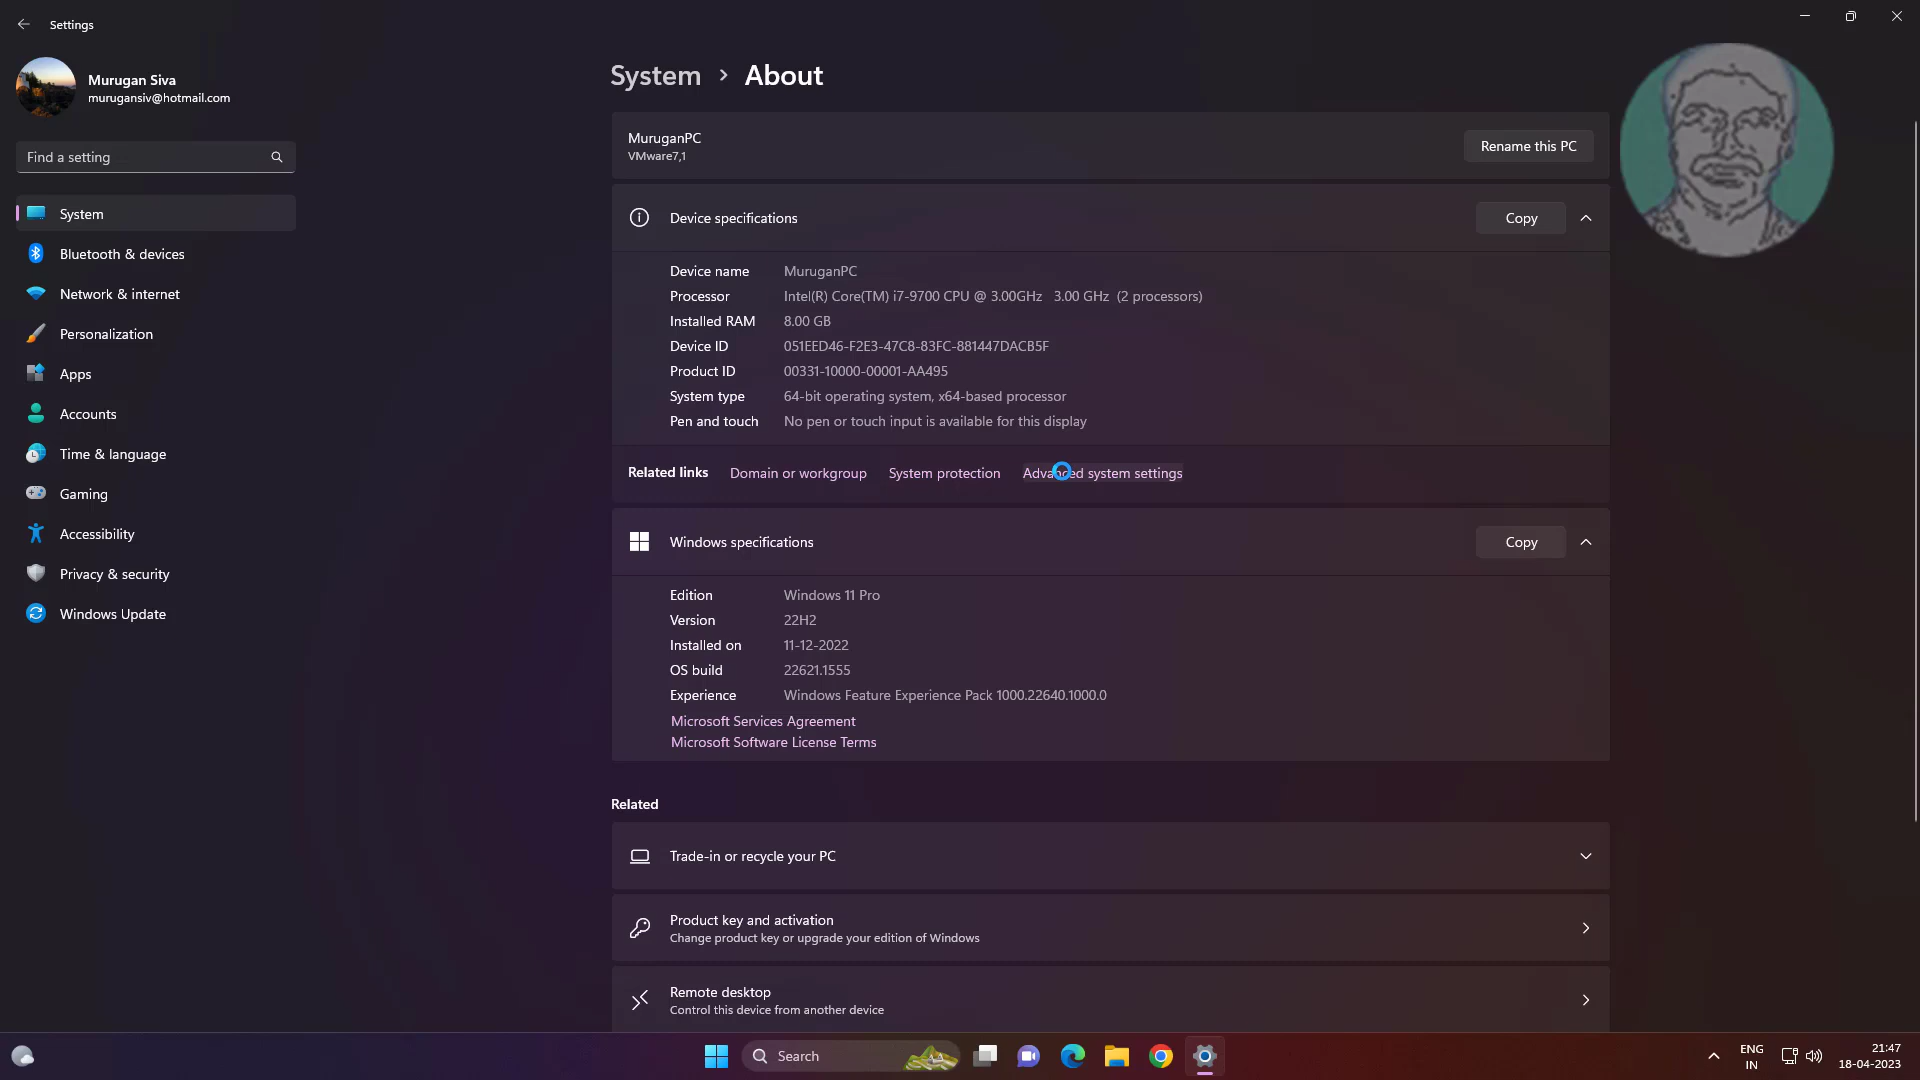 Settings
Murugan Siva
murugansiv@hotmail.com
Find a setting
System
Bluetooth & devices
Network & internet
Personalization
Apps
Accounts
Time & language
Gaming
Accessibility
Privacy & security
Windows Update
System > About
MuruganPC
VMware7,1
Rename this PC
Device specifications
Copy
Device name MuruganPC
Processor Intel(R) Core(TM) i7-9700 CPU @ 3.00GHz 3.00 GHz (2 processors)
Installed RAM 8.00 GB
Device ID 051EED46-F2E3-47C8-83FC-881447DACB5F
Product ID 00331-10000-00001-AA495
System type 64-bit operating system, x64-based processor
Pen and touch No pen or touch input is available for this display
Related links Domain or workgroup System protection Advanced system settings
Windows specifications
Copy
Edition Windows 11 Pro
Version 22H2
Installed on 11-12-2022
OS build 22621.1555
Experience Windows Feature Experience Pack 1000.22640.1000.0
Microsoft Services Agreement
Microsoft Software License Terms
Related
Trade-in or recycle your PC
Product key and activation
Change product key or upgrade your edition of Windows
Remote desktop
Control this device from another device
Search
ENG
IN
21:47
18-04-2023